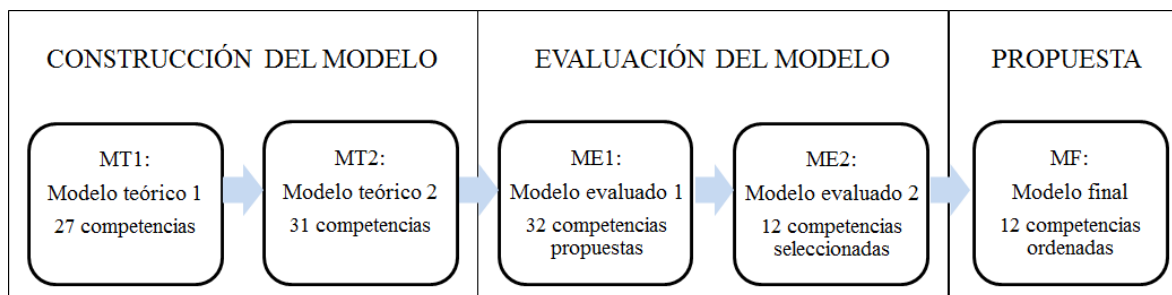 CONSTRUCCIÓN DEL MODELO
EVALUACIÓN DEL MODELO
PROPUESTA
MT1:
Modelo teórico 1
27 competencias
MT2:
Modelo teórico 2
31 competencias
ME1:
Modelo evaluado 1
32 competencias
propuestas
ME2:
Modelo evaluado 2
12 competencias
seleccionadas
MF:
Modelo final
12 competencias
ordenadas